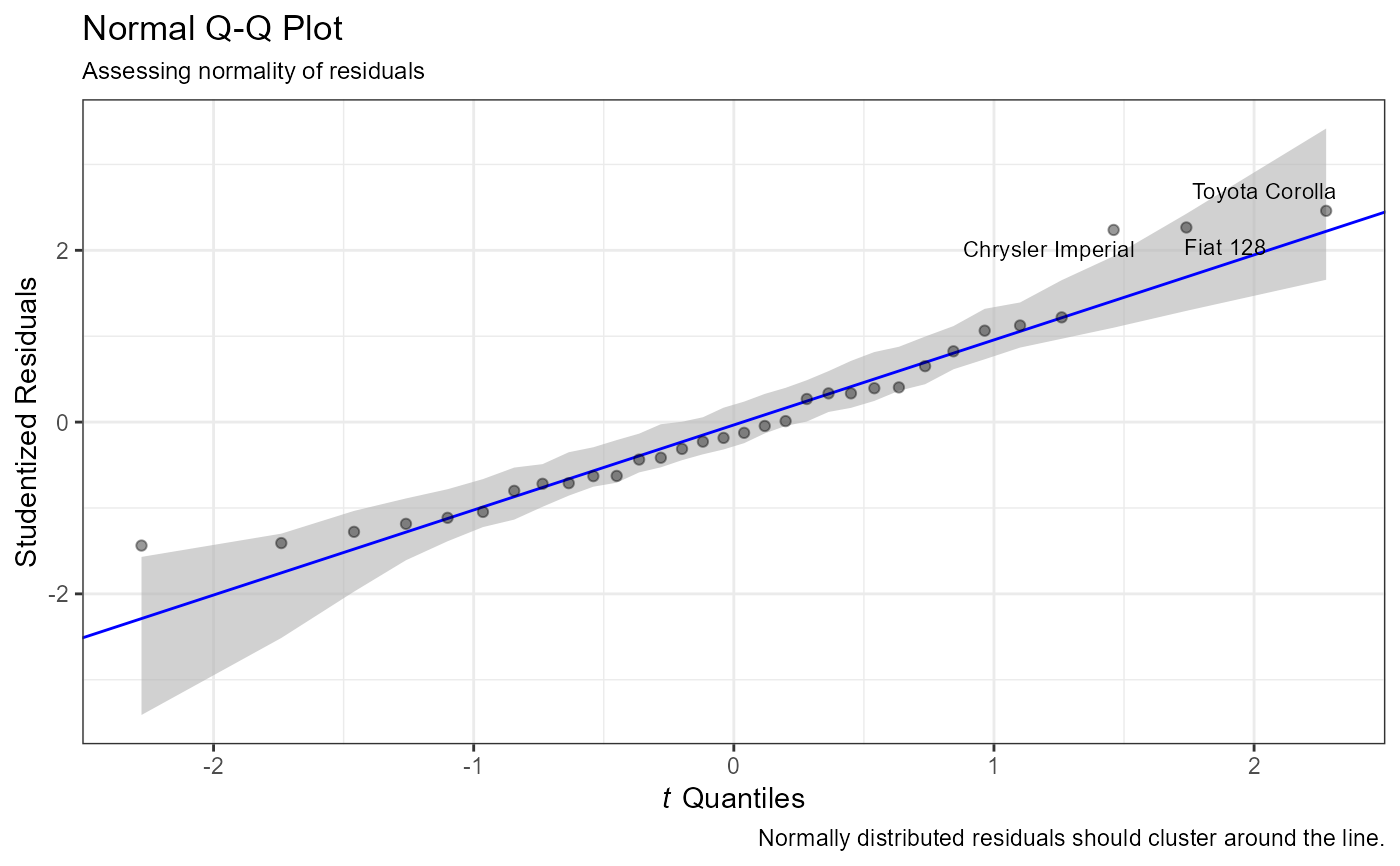 Normal Q-Q Plot
Assessing normality of residuals
Studentized Residuals
2
0
-2
Toyota Corolla
Chrysler Imperial
Fiat 128
-2
-1
0
1
2
t Quantiles
Normally distributed residuals should cluster around the line.